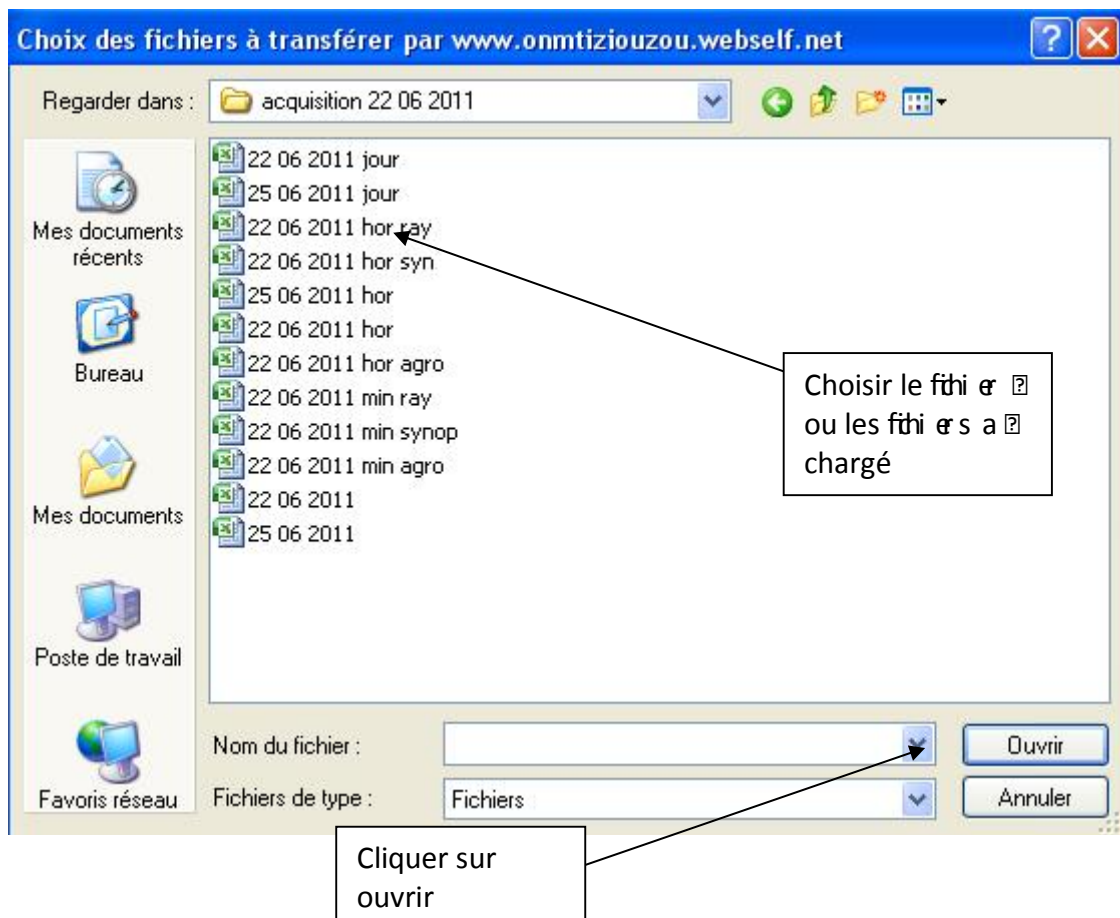 Choix des fichiers à transférer par www.onmtiziouzou.webself.net
Regarder dans :
acquisition 22 06 2011
Mes documents
récents
Bureau
Mes documents
Poste de travail
Favoris réseau
22 06 2011 jour
25 06 2011 jour
22 06 2011 hor ray
22 06 2011 hor syn
25 06 2011 hor
22 06 2011 hor
22 06 2011 hor agro
22 06 2011 min ray
22 06 2011 min synop
22 06 2011 min agro
22 06 2011
25 06 2011
Choisir le fichier
ou les fichiers a
chargé
Nom du fichier :
Ouvrir
Fichiers de type :
Fichiers
Annuler
Cliquer sur
ouvrir